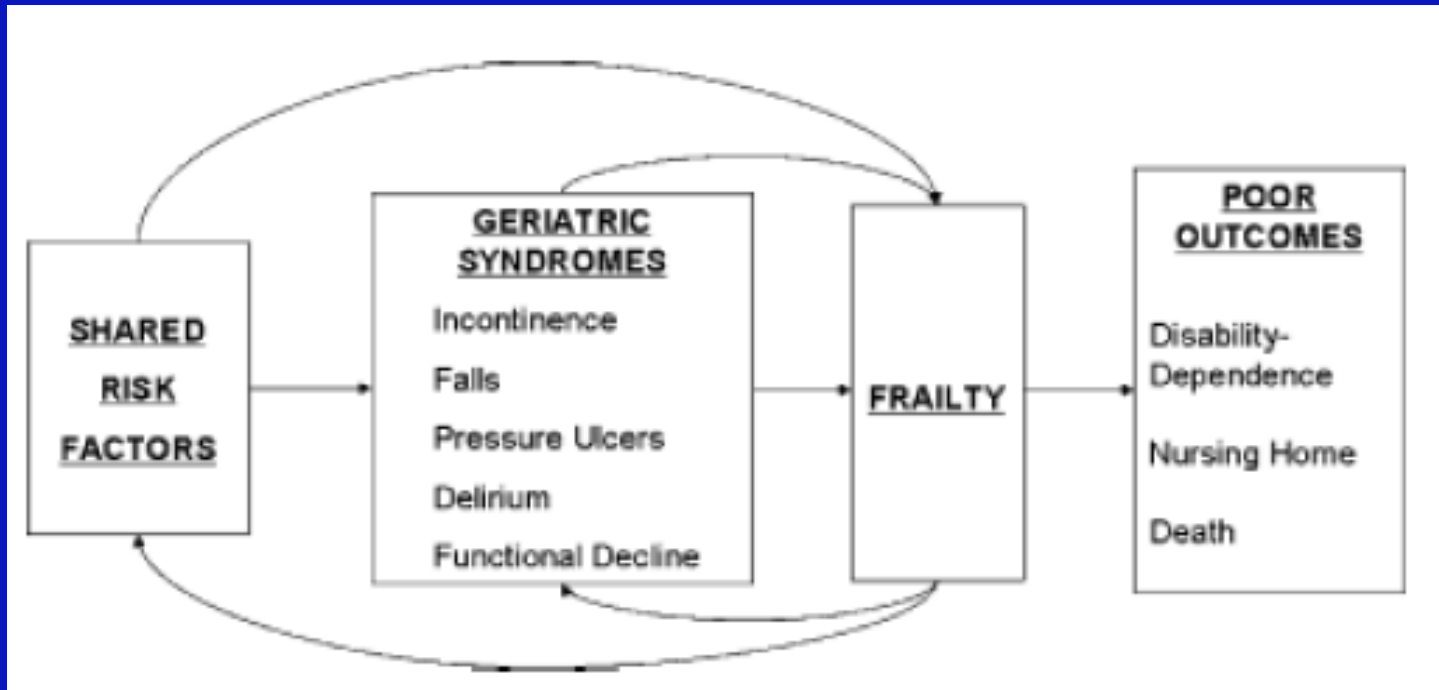 SHARED
RISK
FACTORS
GERIATRIC
SYNDROMES
Incontinence
Falls
Pressure Ulcers
Delirium
Functional Decline
FRAILTY
POOR
OUTCOMES
Disability-
Dependence
Nursing Home
Death